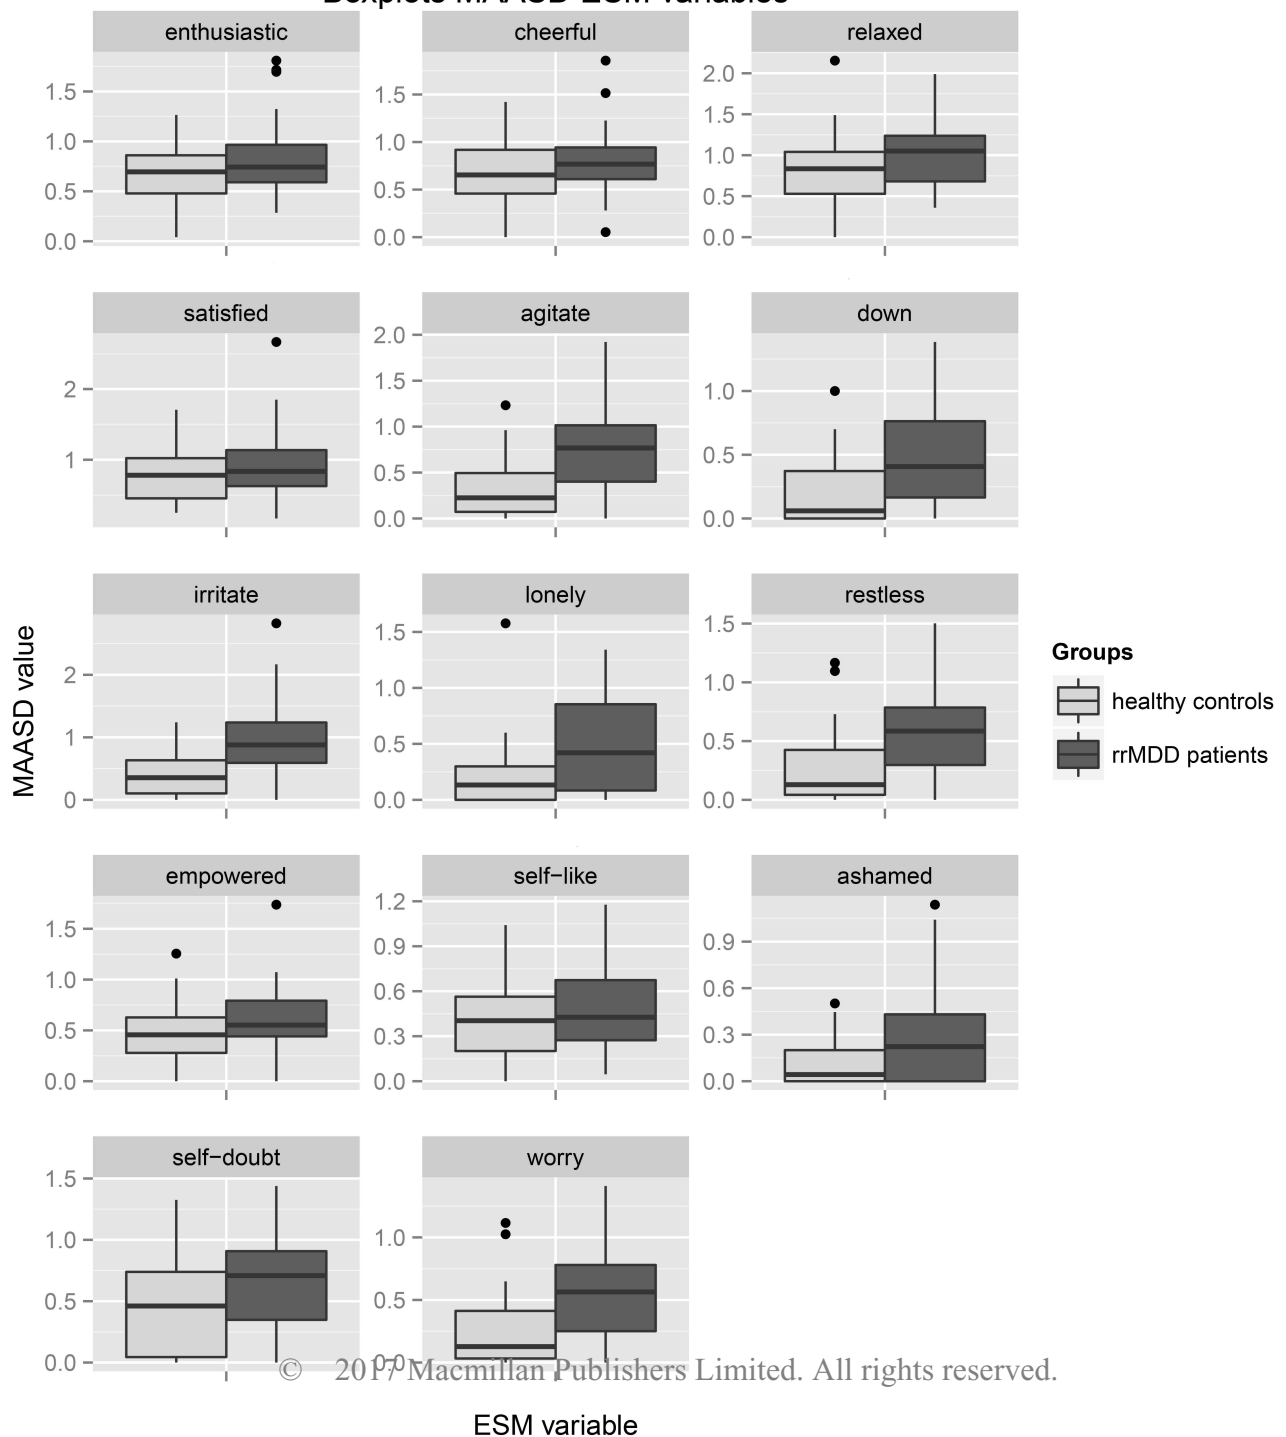 Boxplots MAASD ESM variables
enthusiastic cheerful relaxed
1.5 1.0 0.5 0.0
1.5 1.0 0.5 0.0
2.0 1.5 1.0 0.5 0.0
satisfied agitate down
2 1
2.0 1.5 1.0 0.5 0.0
1.0 0.5 0.0
irritate lonely restless
2 1 0
1.5 1.0 0.5 0.0
1.5 1.0 0.5 0.0
MAASD value
Groups
healthy controls
rrMDD patients
empowered self−like ashamed
1.5 1.0 0.5 0.0
1.2 0.9 0.6 0.3 0.0
0.9 0.6 0.3 0.0
self−doubt worry
1.5 1.0 0.5 0.0
1.0 0.5 0.0
© 2017 Macmillan Publishers Limited. All rights reserved.
ESM variable